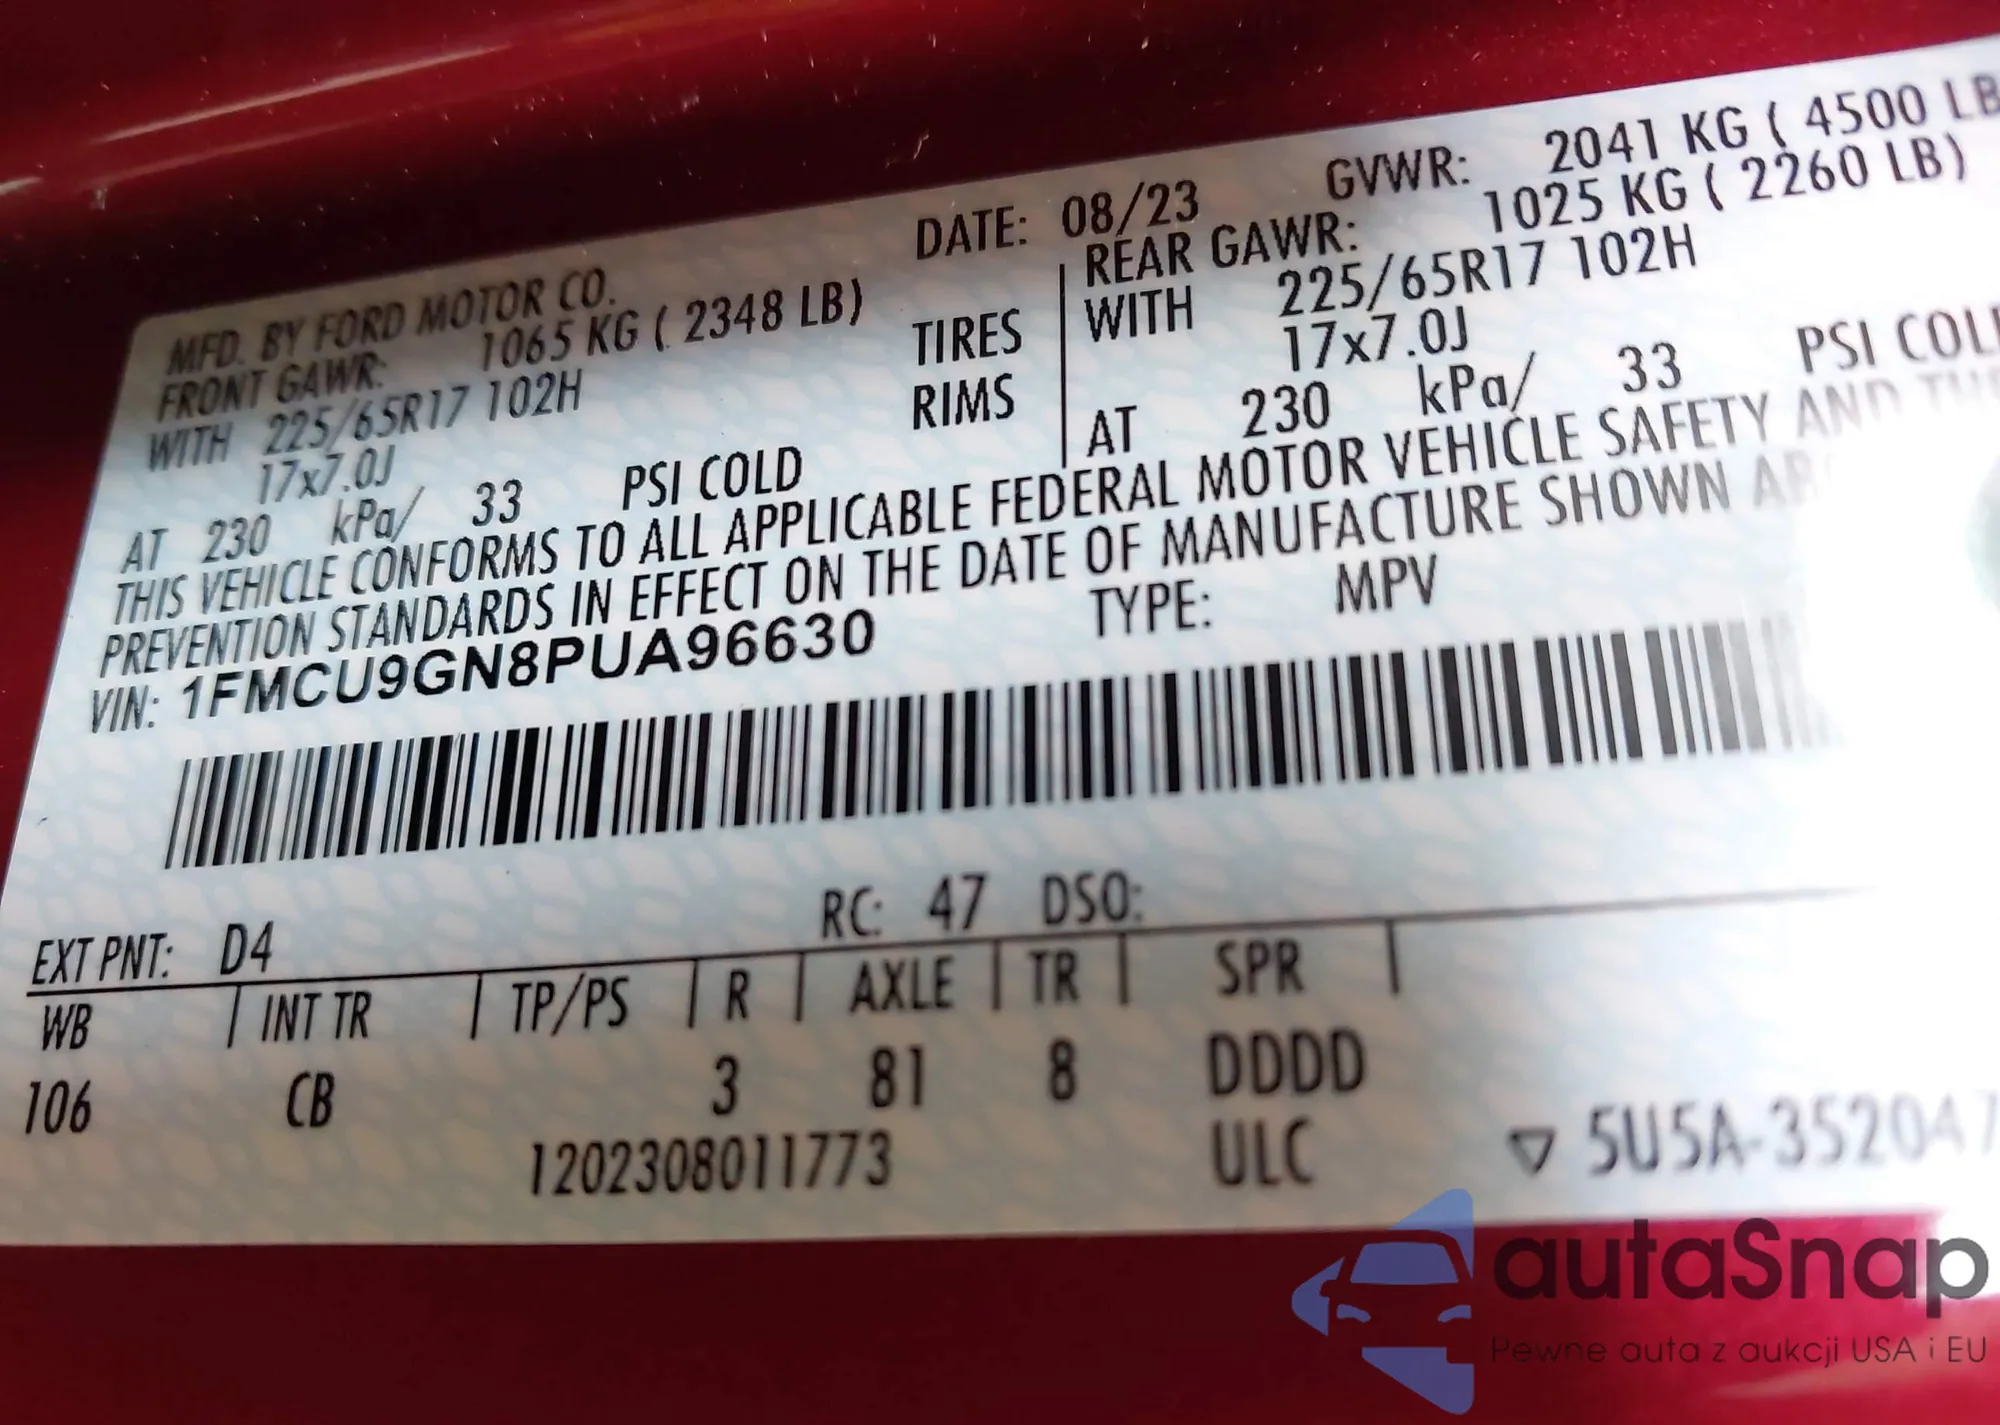 MFD. BY FORD MOTOR CO. DATE: 08/23 GVWR: 2041 KG ( 4500 LB
FRONT GAWR: 1065 KG ( 2348 LB) REAR GAWR: 1025 KG ( 2260 LB)
WITH 225/65R17 102H TIRES WITH 225/65R17 102H
17x7.0J RIMS 17x7.0J
AT 230 kPa/ 33 PSI COLD AT 230 kPa/ 33 PSI COLD
THIS VEHICLE CONFORMS TO ALL APPLICABLE FEDERAL MOTOR VEHICLE SAFETY AND
PREVENTION STANDARDS IN EFFECT ON THE DATE OF MANUFACTURE SHOWN
VIN: 1FMCU9GN8PUA96630 TYPE: MPV
EXT PNT: D4 RC: 47 DSO:
WB INT TR TP/PS R AXLE TR SPR
106 CB 3 81 8 DDDD
1202308011773 ULC ▽ 5U5A-352047
autaSnap
Pewne auta z aukcji USA i EU